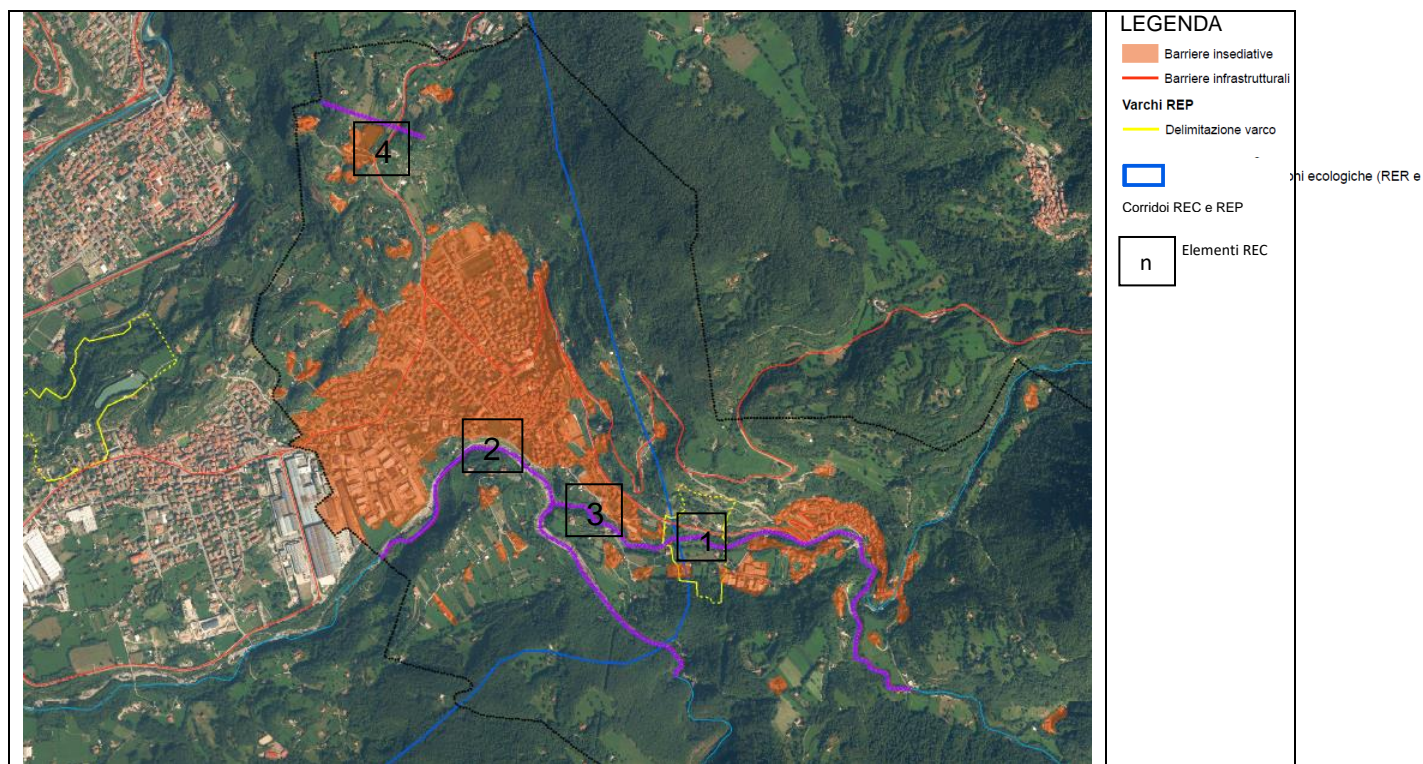 LEGENDA
Barriere insediative
Barriere infrastrutturali
Varchi REP
Delimitazione varco
ni ecologiche (RER e
Corridoi REC e REP
n
Elementi REC
4
2
3
1